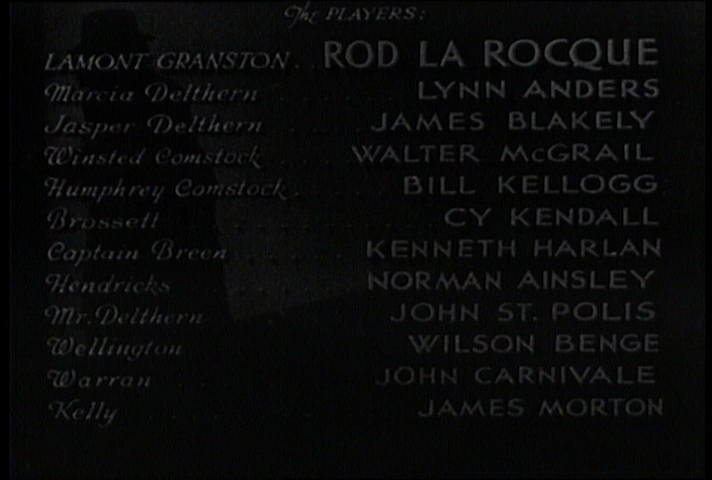 The PLAYERS:
LAMONT GRANSTON.. ROD LA ROCQUE
Marcia Delthern .... LYNN ANDERS
Jasper Delthern .... JAMES BLAKELY
Winsted Comstock .... WALTER McGRAIL
Humphrey Comstock.... BILL KELLOGG
Brossett .... CY KENDALL
Captain Breen .... KENNETH HARLAN
Hendricks .... NORMAN AINSLEY
Mr. Delthern .... JOHN ST. POLIS
Wellington .... WILSON BENGE
Warran .... JOHN CARNIVALE
Kelly .... JAMES MORTON